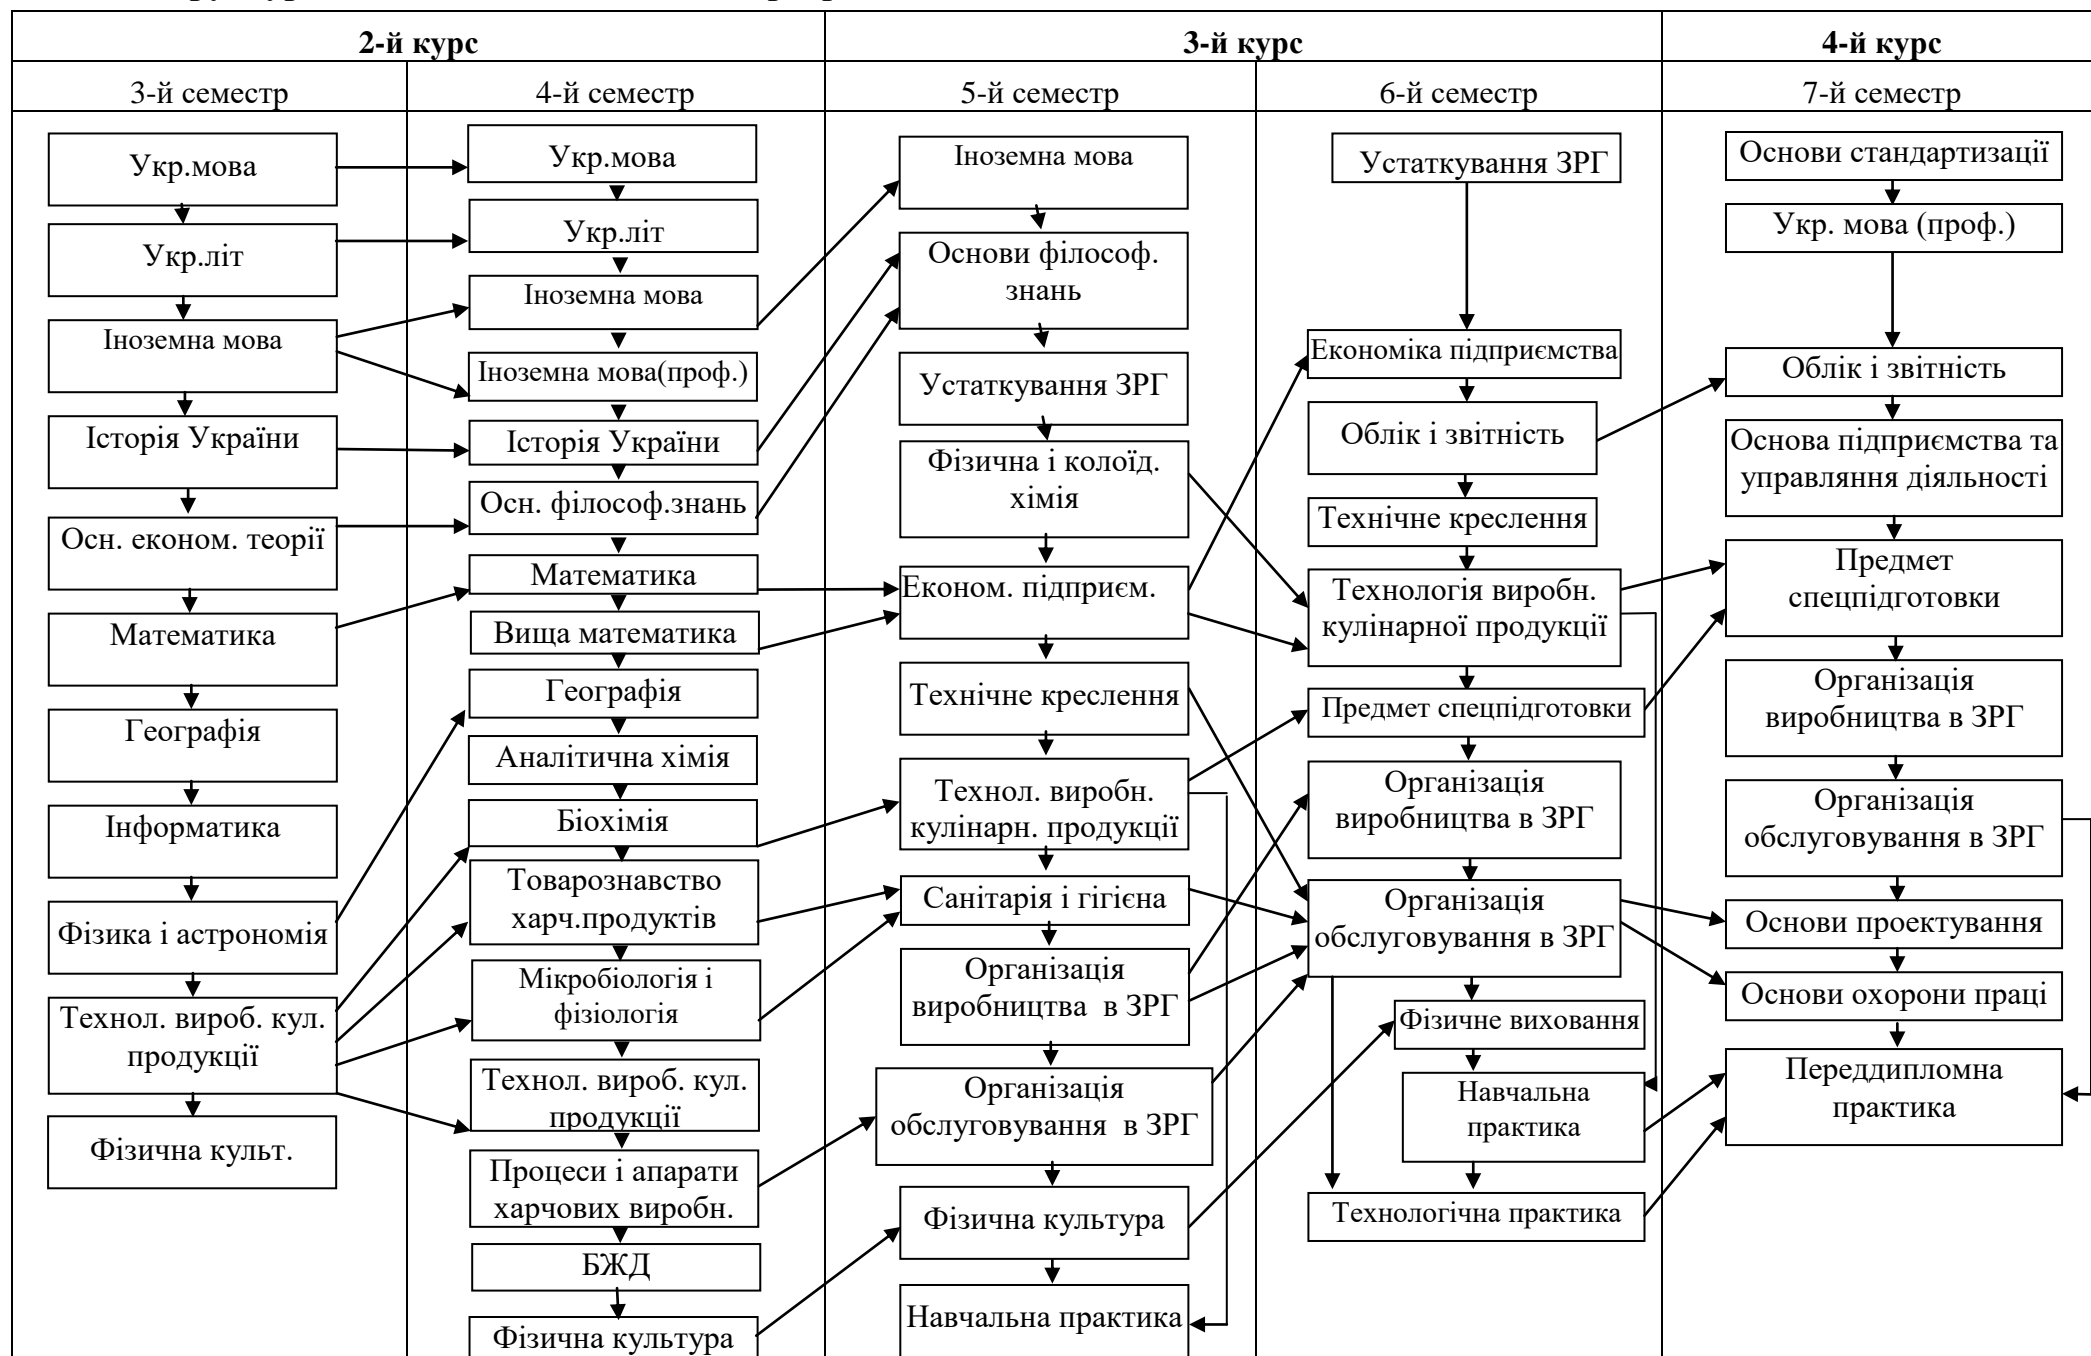 2-й курс
3-й курс
4-й курс
3-й семестр
4-й семестр
5-й семестр
6-й семестр
7-й семестр
Укр.мова
Укр.літ
Іноземна мова
Історія України
Осн. економ. теорії
Математика
Географія
Інформатика
Фізика і астрономія
Технол. вироб. кул.
продукції
Фізична культ.
Укр.мова
Укр.літ
Іноземна мова
Іноземна мова(проф.)
Історія України
Осн. філософ.знань
Математика
Вища математика
Географія
Аналітична хімія
Біохімія
Товарознавство
харч.продуктів
Мікробіологія і
фізіологія
Технол. вироб. кул.
продукції
Процеси і апарати
харчових виробн.
БЖД
Фізична культура
Іноземна мова
Основи філософ.
знань
Устаткування ЗРГ
Фізична і колоїд.
хімія
Економ. підприєм.
Технічне креслення
Технол. виробн.
кулінарн. продукції
Санітарія і гігієна
Організація
виробництва в ЗРГ
Організація
обслуговування в ЗРГ
Фізична культура
Навчальна практика
Устаткування ЗРГ
Економіка підприємства
Облік і звітність
Технічне креслення
Технологія виробн.
кулінарної продукції
Предмет спецпідготовки
Організація
виробництва в ЗРГ
Організація
обслуговування в ЗРГ
Фізичне виховання
Навчальна
практика
Технологічна практика
Основи стандартизації
Укр. мова (проф.)
Облік і звітність
Основа підприємства та
управляння діяльності
Предмет
спецпідготовки
Організація
виробництва в ЗРГ
Організація
обслуговування в ЗРГ
Основи проектування
Основи охорони праці
Переддипломна
практика